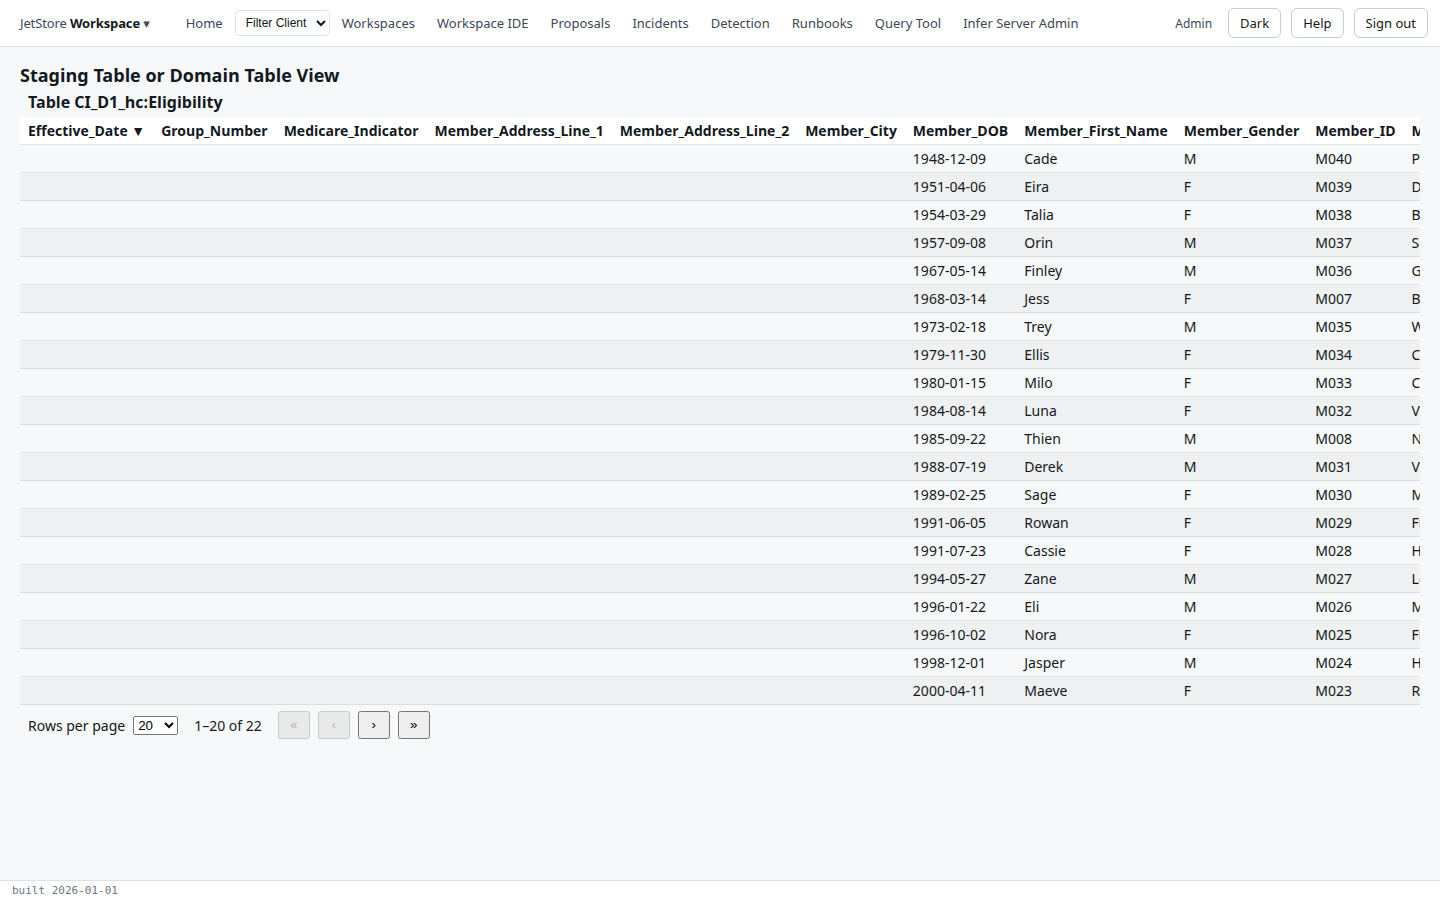 JetStore Workspace ▾ Home Filter Client Workspaces Workspace IDE Proposals Incidents Detection Runbooks Query Tool Infer Server Admin Admin Dark Help Sign out
Staging Table or Domain Table View
Table CI_D1_hc:Eligibility
Effective_Date ▼ Group_Number Medicare_Indicator Member_Address_Line_1 Member_Address_Line_2 Member_City Member_DOB Member_First_Name Member_Gender Member_ID M
1948-12-09 Cade M M040 P
1951-04-06 Eira F M039 D
1954-03-29 Talia F M038 B
1957-09-08 Orin M M037 S
1967-05-14 Finley M M036 G
1968-03-14 Jess F M007 B
1973-02-18 Trey M M035 W
1979-11-30 Ellis F M034 C
1980-01-15 Milo F M033 C
1984-08-14 Luna F M032 V
1985-09-22 Thien M M008 N
1988-07-19 Derek M M031 V
1989-02-25 Sage F M030 M
1991-06-05 Rowan F M029 F
1991-07-23 Cassie F M028 H
1994-05-27 Zane M M027 L
1996-01-22 Eli M M026 M
1996-10-02 Nora F M025 F
1998-12-01 Jasper M M024 H
2000-04-11 Maeve F M023 R
Rows per page 20 1–20 of 22 « ‹ › »
built 2026-01-01